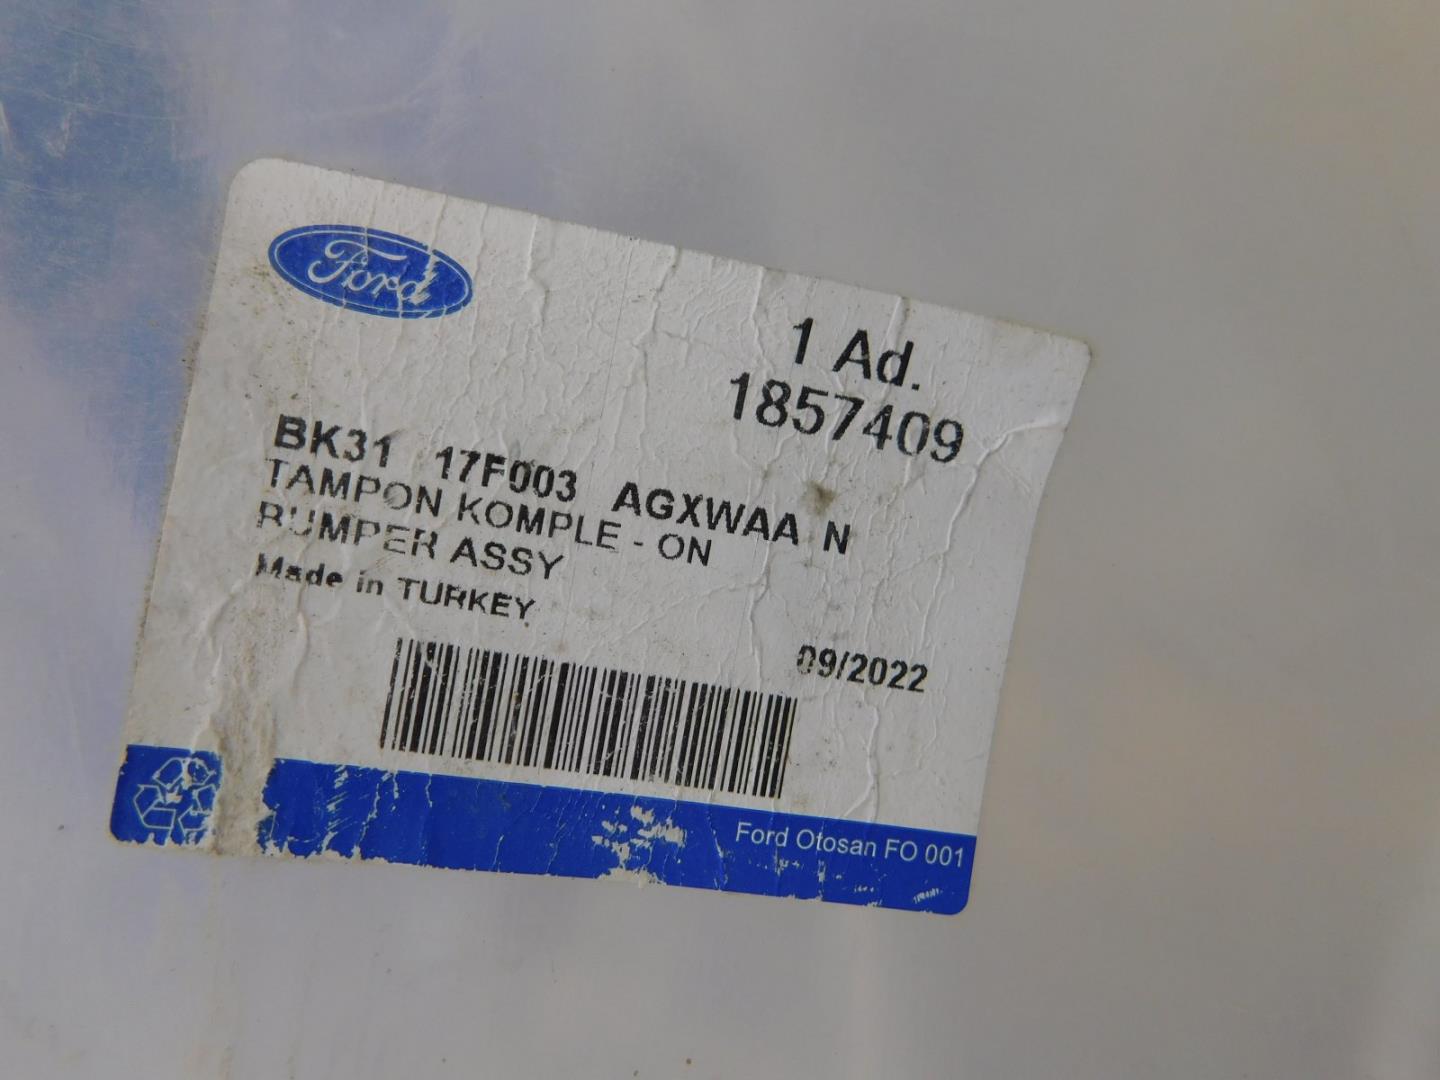 Ford
1 Ad.
1857409
BK31 17F003 AGXWAA N
TAMPON KOMPLE - ON
BUMPER ASSY
Made in TURKEY
09/2022
Ford Otosan FO 001